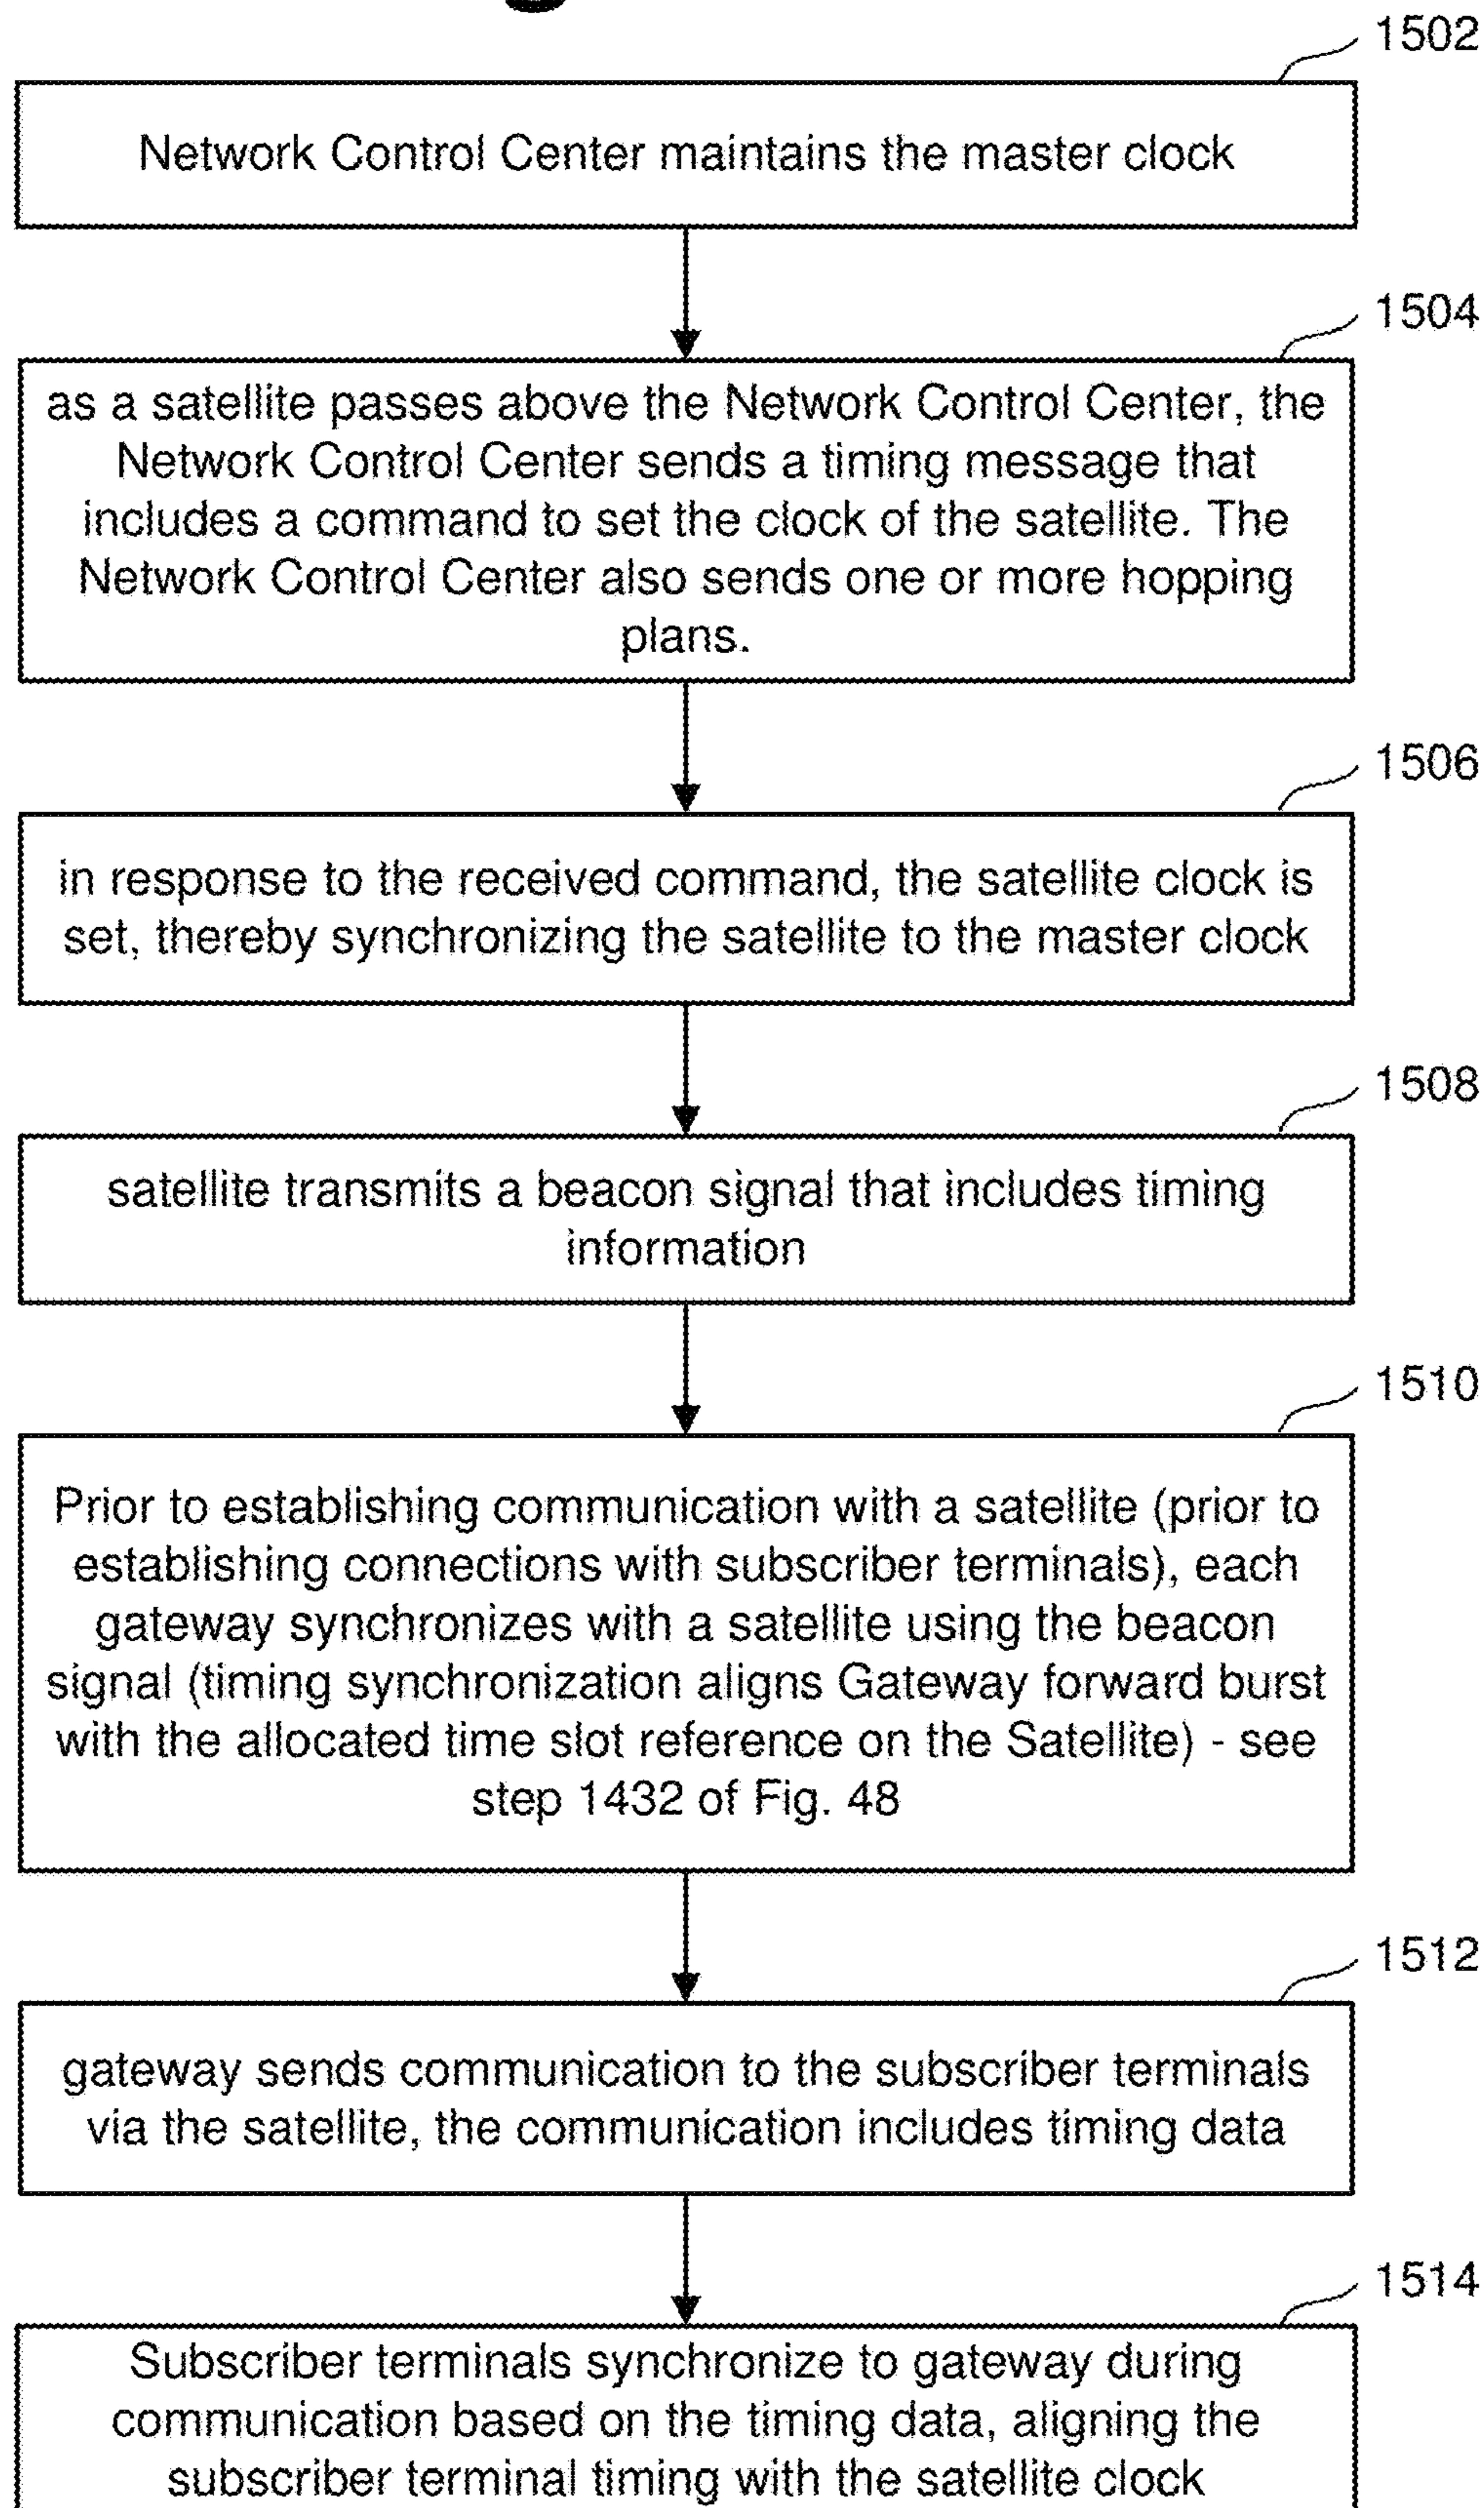 1502
Network Control Center maintains the master clock
1504
as a satellite passes above the Network Control Center, the
Network Control Center sends a timing message that
includes a command to set the clock of the satellite. The
Network Control Center also sends one or more hopping
plans.
1506
in response to the received command, the satellite clock is
set, thereby synchronizing the satellite to the master clock
1508
satellite transmits a beacon signal that includes timing
information
1510
Prior to establishing communication with a satellite (prior to
establishing connections with subscriber terminals), each
gateway synchronizes with a satellite using the beacon
signal (timing synchronization aligns Gateway forward burst
with the allocated time slot reference on the Satellite) - see
step 1432 of Fig. 48
1512
gateway sends communication to the subscriber terminals
via the satellite, the communication includes timing data
1514
Subscriber terminals synchronize to gateway during
communication based on the timing data, aligning the
subscriber terminal timing with the satellite clock